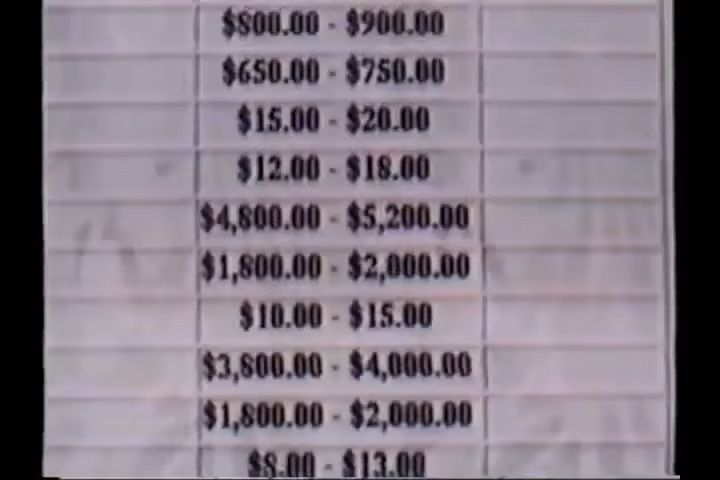 $800.00 - $900.00
$650.00 - $750.00
$15.00 - $20.00
$12.00 - $18.00
$4,800.00 - $5,200.00
$1,800.00 - $2,000.00
$10.00 - $15.00
$3,800.00 - $4,000.00
$1,800.00 - $2,000.00
$8.00 - $13.00